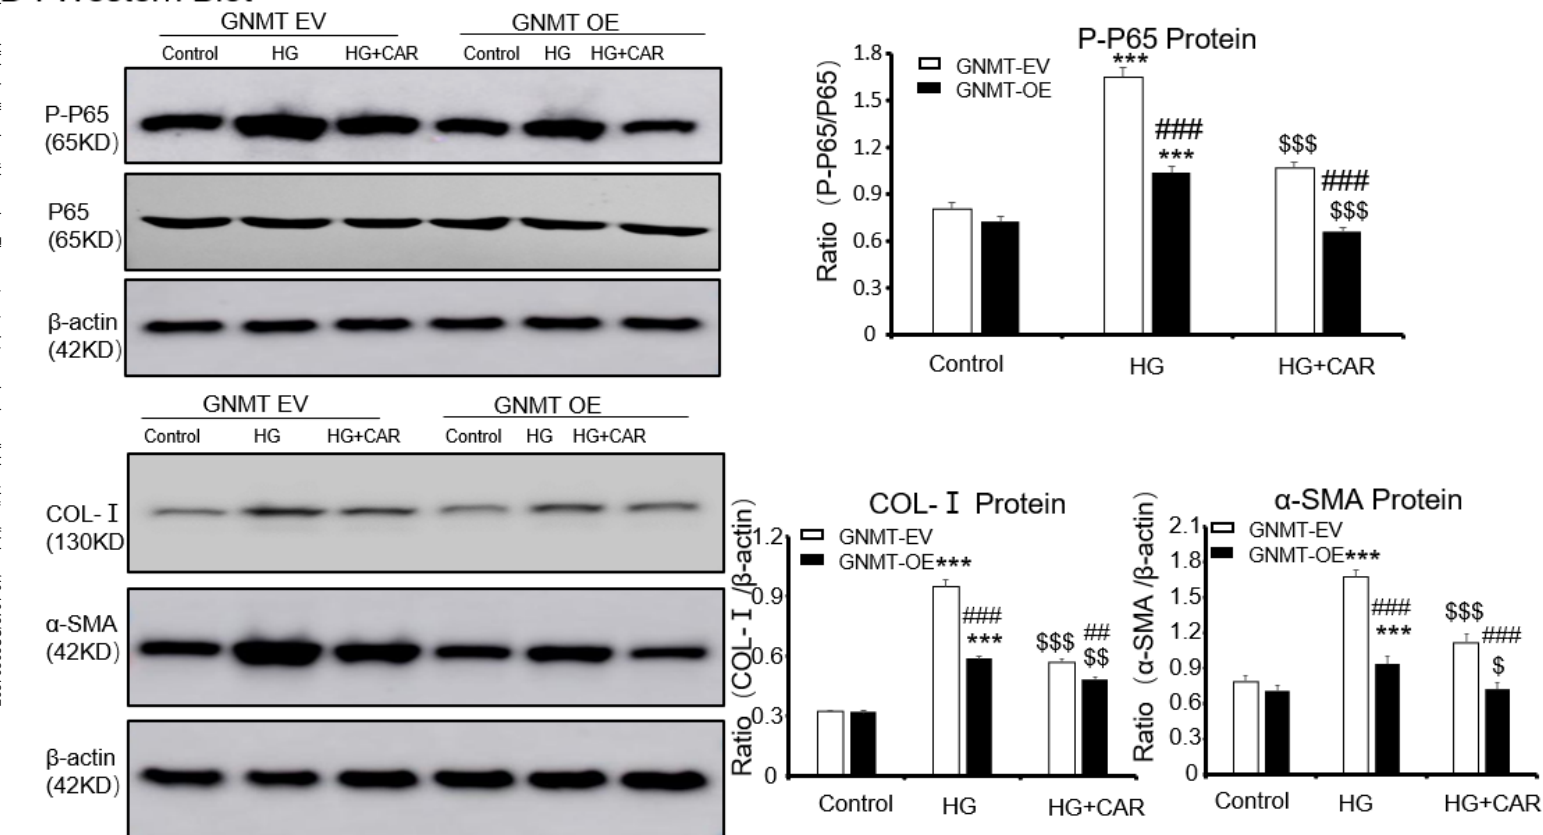 GNMT EV GNMT OE
Control HG HG+CAR Control HG HG+CAR
P-P65
(65KD)
P65
(65KD)
β-actin
(42KD)
GNMT EV GNMT OE
Control HG HG+CAR Control HG HG+CAR
COL-Ⅰ
(130KD
α-SMA
(42KD)
β-actin
(42KD)
P-P65 Protein
GNMT-EV
GNMT-OE
Ratio (P-P65/P65)
1.8
1.5
1.2
0.9
0.6
0.3
0
***
###
***
$$$
###
$$$
Control HG HG+CAR
COL-Ⅰ Protein
GNMT-EV
GNMT-OE
Ratio (COL-Ⅰ/β-actin)
1.2
0.9
0.6
0.3
0
***
###
***
$$$
##
$$
Control HG HG+CAR
α-SMA Protein
GNMT-EV
GNMT-OE
Ratio (α-SMA/β-actin)
2.1
1.8
1.5
1.2
0.9
0.6
0.3
0
***
###
***
$$$
###
$
Control HG HG+CAR